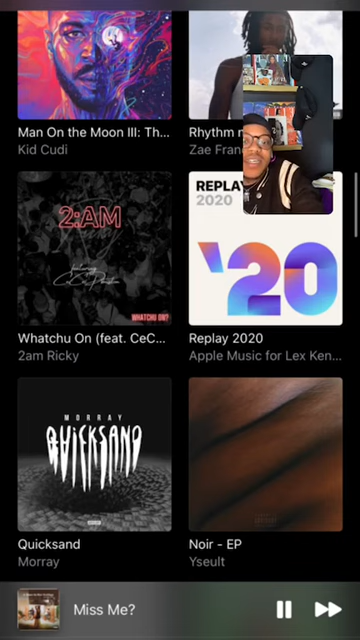 Man On the Moon III: Th...
Kid Cudi
Rhythm
Zae Fran
2:AM
Ricky
featuring
WHATCHU ON?
REPLAY
2020
'20
Whatchu On (feat. CeC...
2am Ricky
Replay 2020
Apple Music for Lex Ken...
MORRAY
QUICKSAND
Quicksand
Morray
Noir - EP
Yseult
Miss Me?